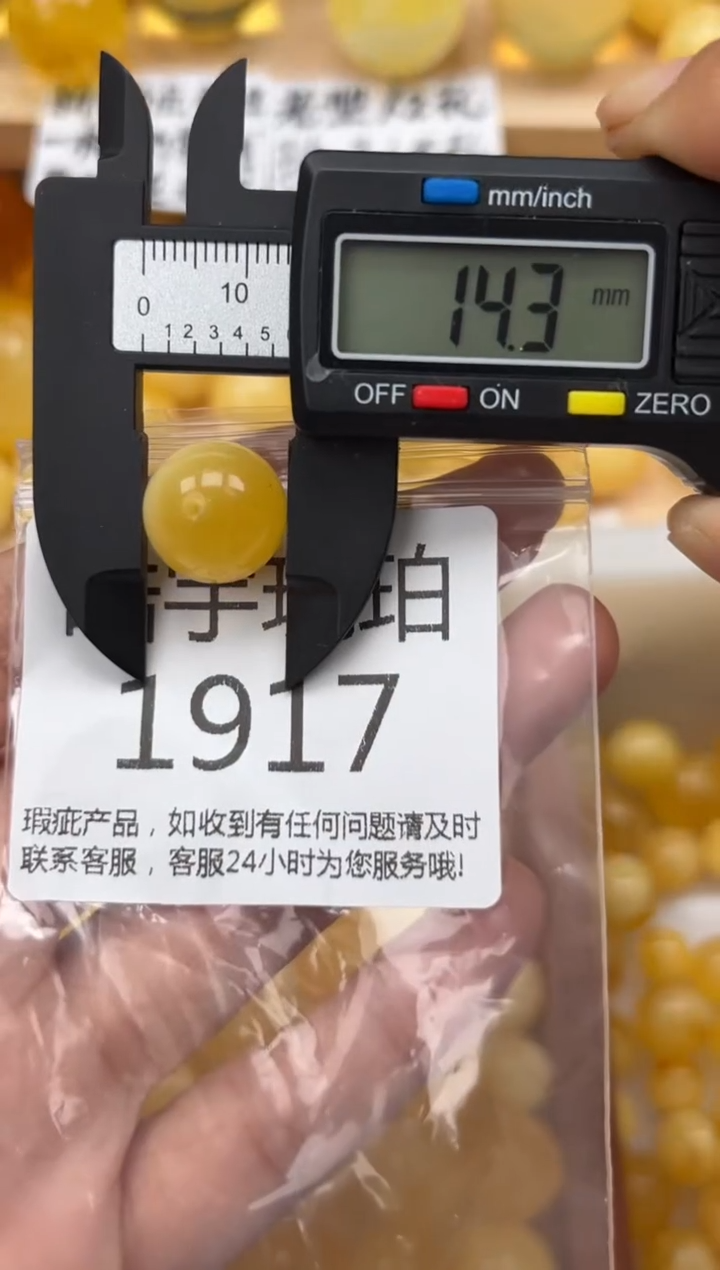 mm/inch
14.3 mm
0 10
1 2 3 4 5
OFF ON ZERO
宇 珀
1917
瑕疵产品，如收到有任何问题请及时
联系客服，客服24小时为您服务哦!